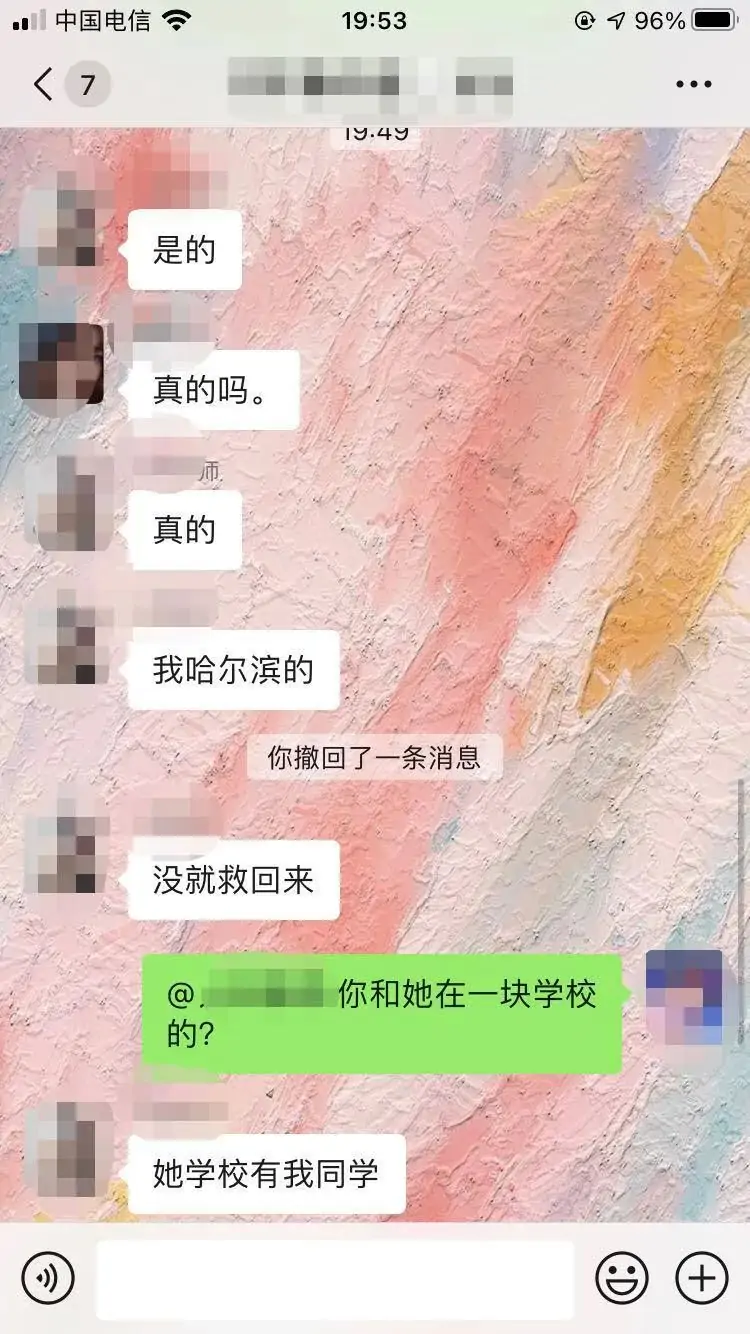 中国电信
19:53
96%
7
19:49
是的
真的吗。
师
真的
我哈尔滨的
你撤回了一条消息
没就救回来
@ 你和她在一块学校
的?
她学校有我同学